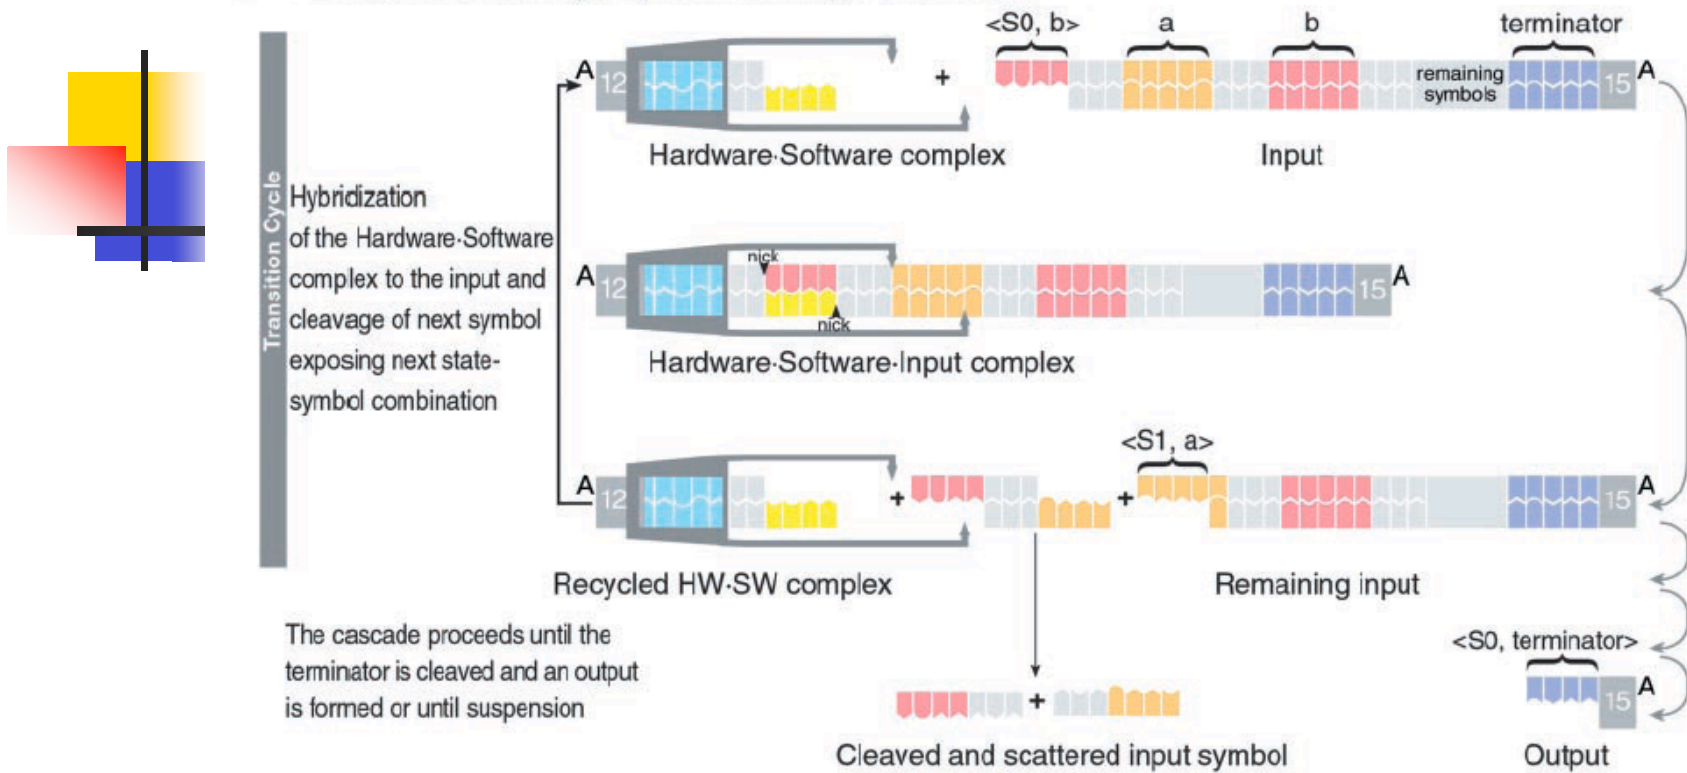 <S0, b>
a
b
terminator
A
12
+
remaining
symbols
15
A
Hardware·Software complex
Input
Transition Cycle
Hybridization
of the Hardware·Software
complex to the input and
cleavage of next symbol
exposing next state-
symbol combination
A
12
nick
nick
15
A
Hardware·Software·Input complex
<S1, a>
A
12
+
+
15
A
Recycled HW·SW complex
Remaining input
The cascade proceeds until the
terminator is cleaved and an output
is formed or until suspension
<S0, terminator>
+
15
A
Cleaved and scattered input symbol
Output